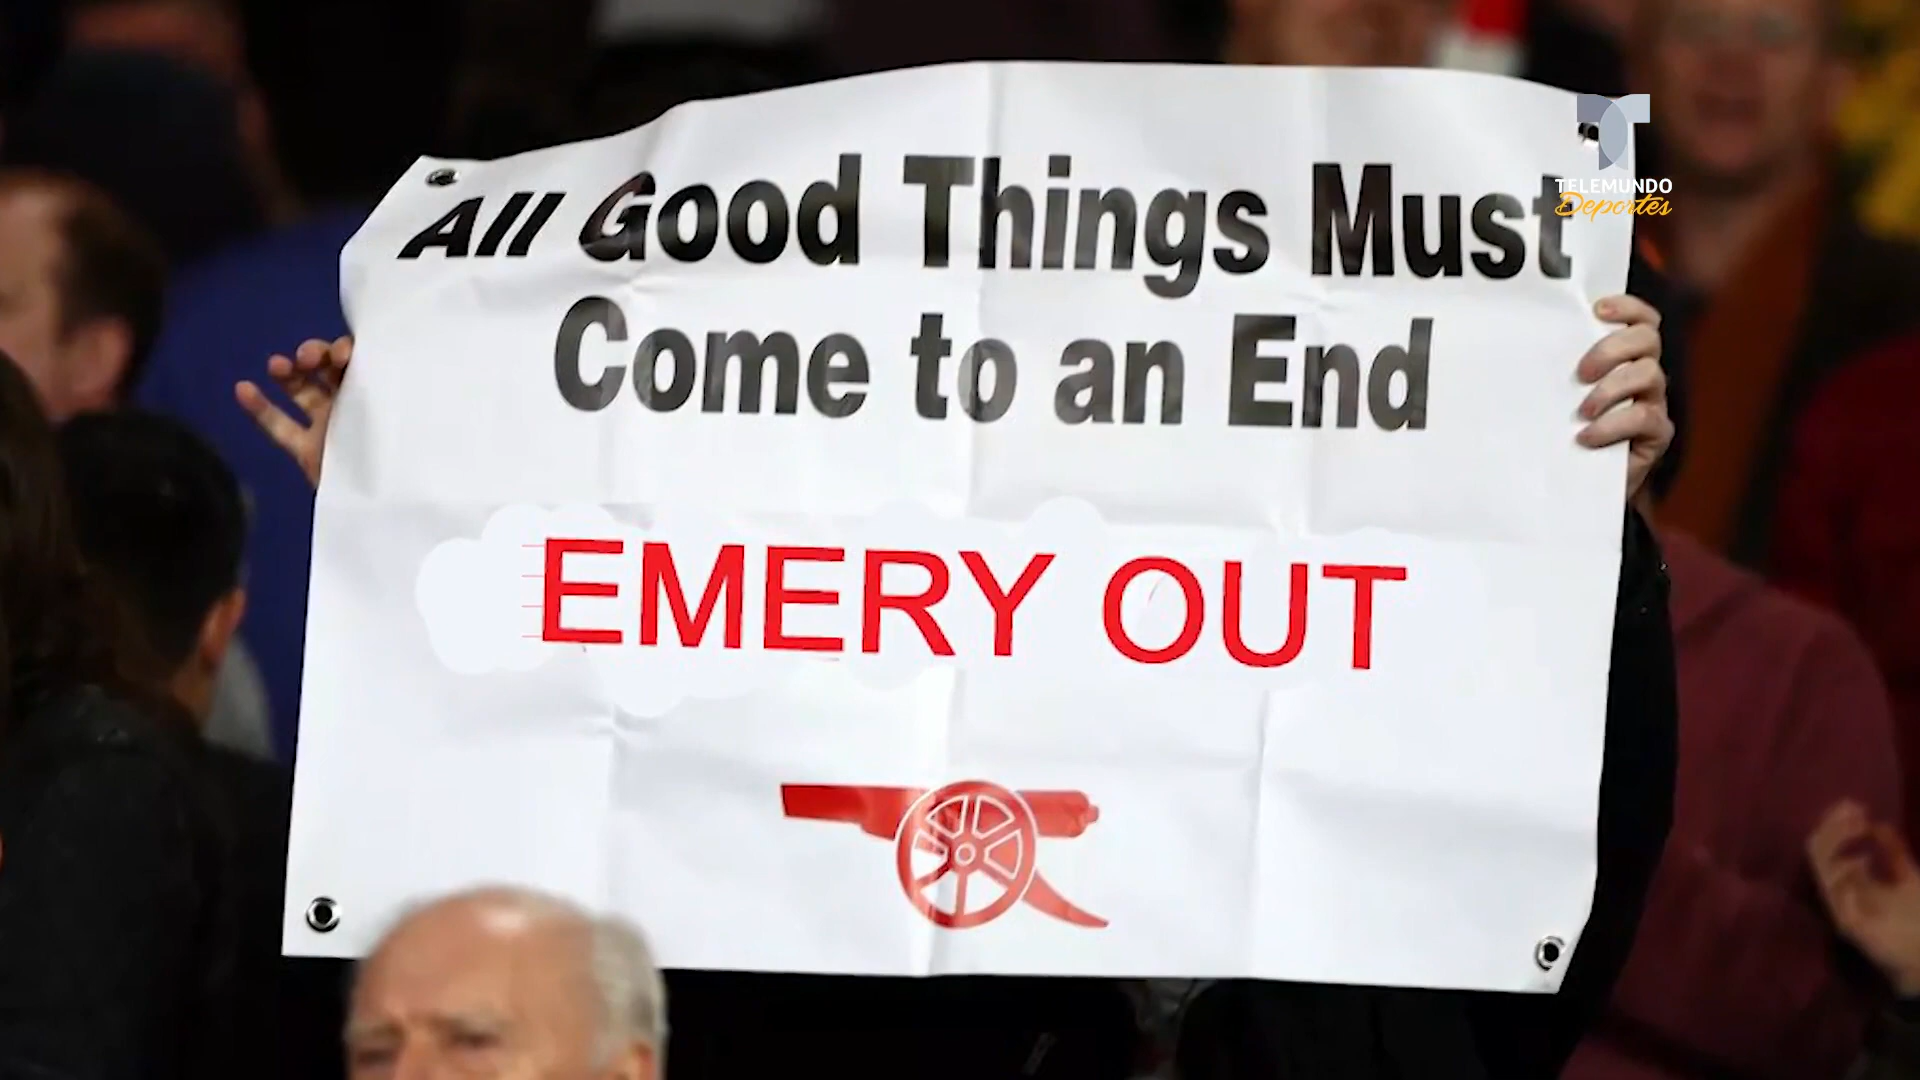 All Good Things Must
Come to an End
EMERY OUT
TELEMUNDO
Deportes